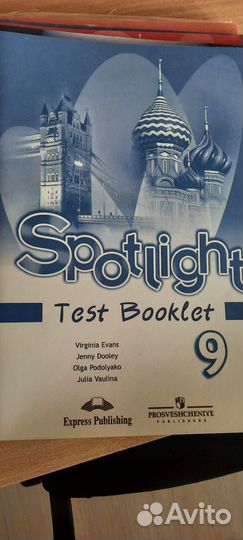 Spotlight
Test Booklet
9
Virginia Evans
Jenny Dooley
Olga Podolyako
Julia Vaulina
Express Publishing
PROSVESHCHENIYE
PUBLISHERS
Avito